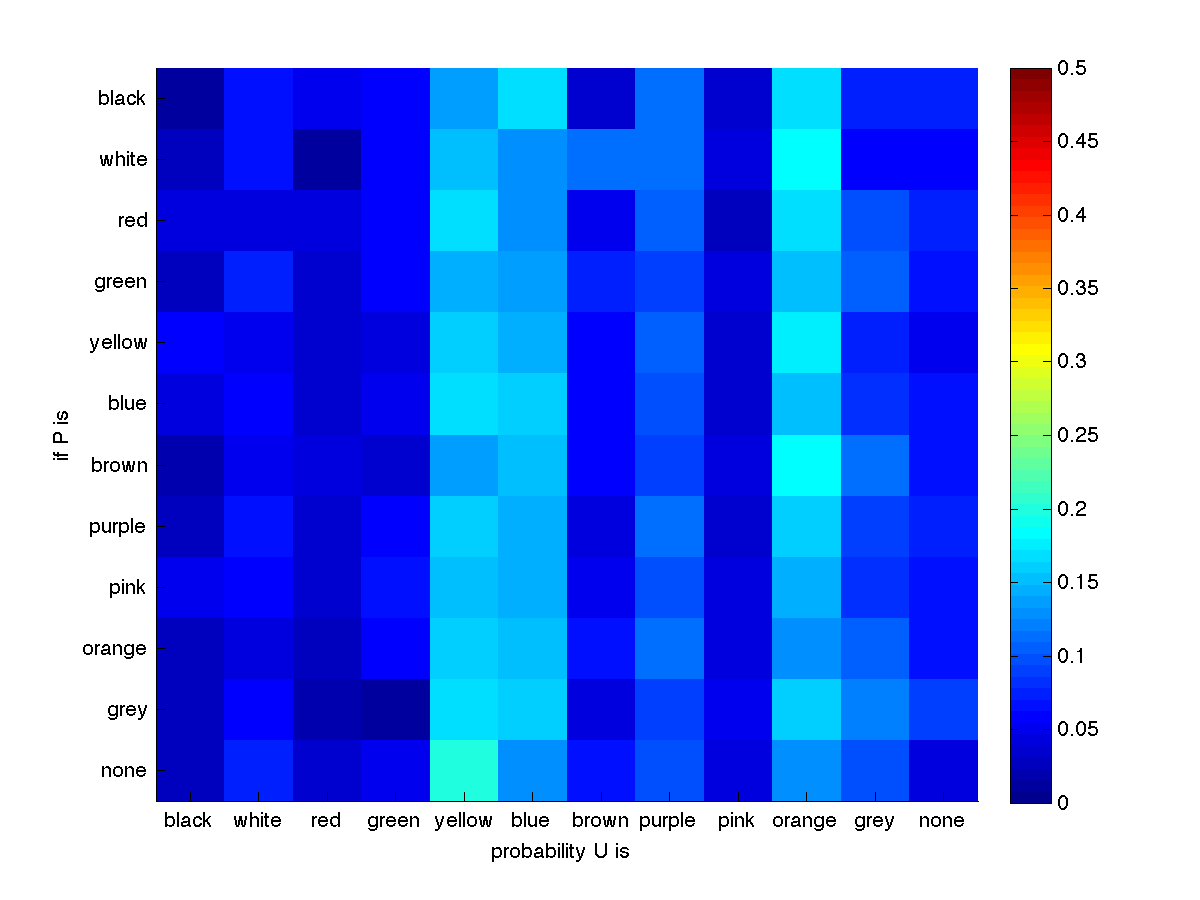 black
white
red
green
yellow
blue
brown
purple
pink
orange
grey
none
if P is
black white red green yellow blue brown purple pink orange grey none
probability U is
0.5
0.45
0.4
0.35
0.3
0.25
0.2
0.15
0.1
0.05
0